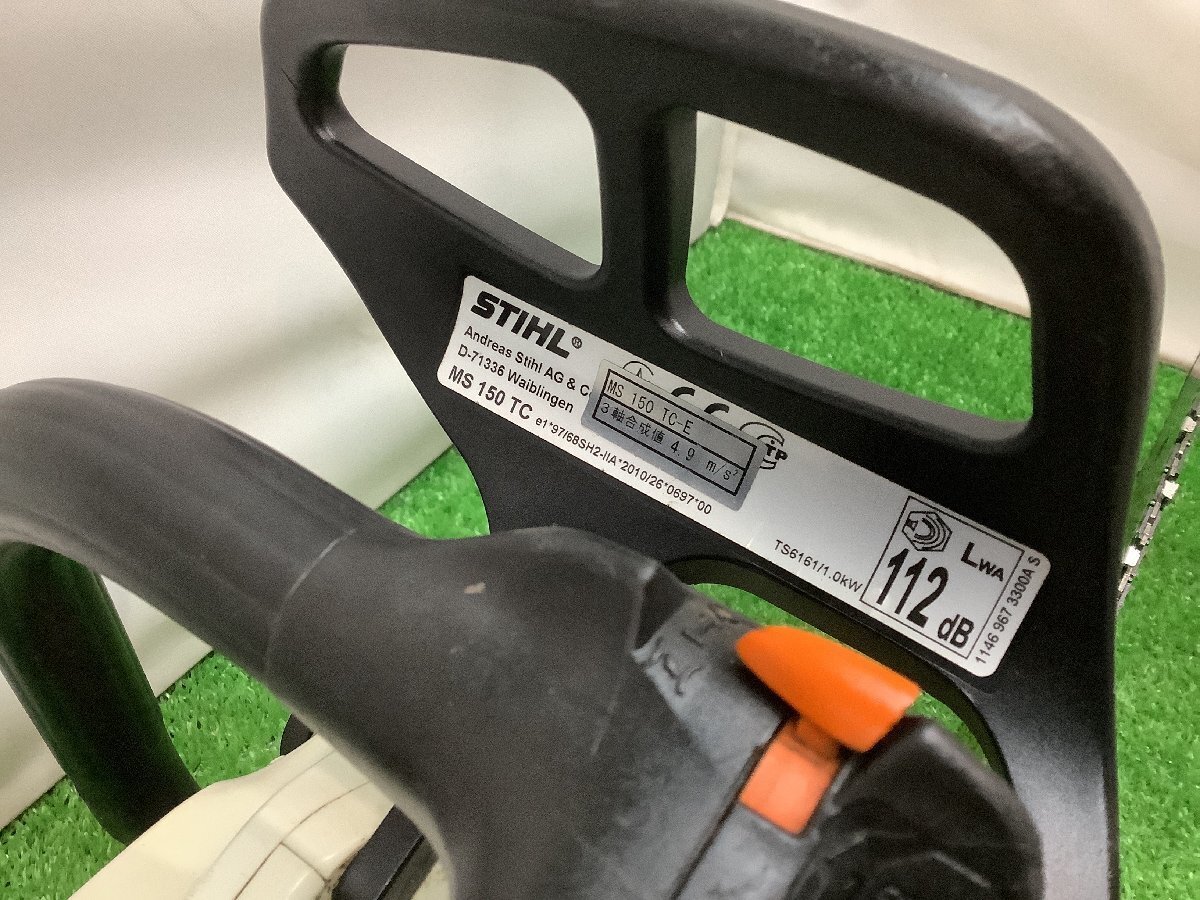 STIHL®
Andreas Stihl AG & C
D-71336 Waiblingen
MS 150 TC e1*97/68SH2-IIA*2010/26*0697*00
MS 150 TC-E
3軸合成値 4.9 m/s²
TS6161/1.0kW
LWA
112 dB
1146 967 3300A S